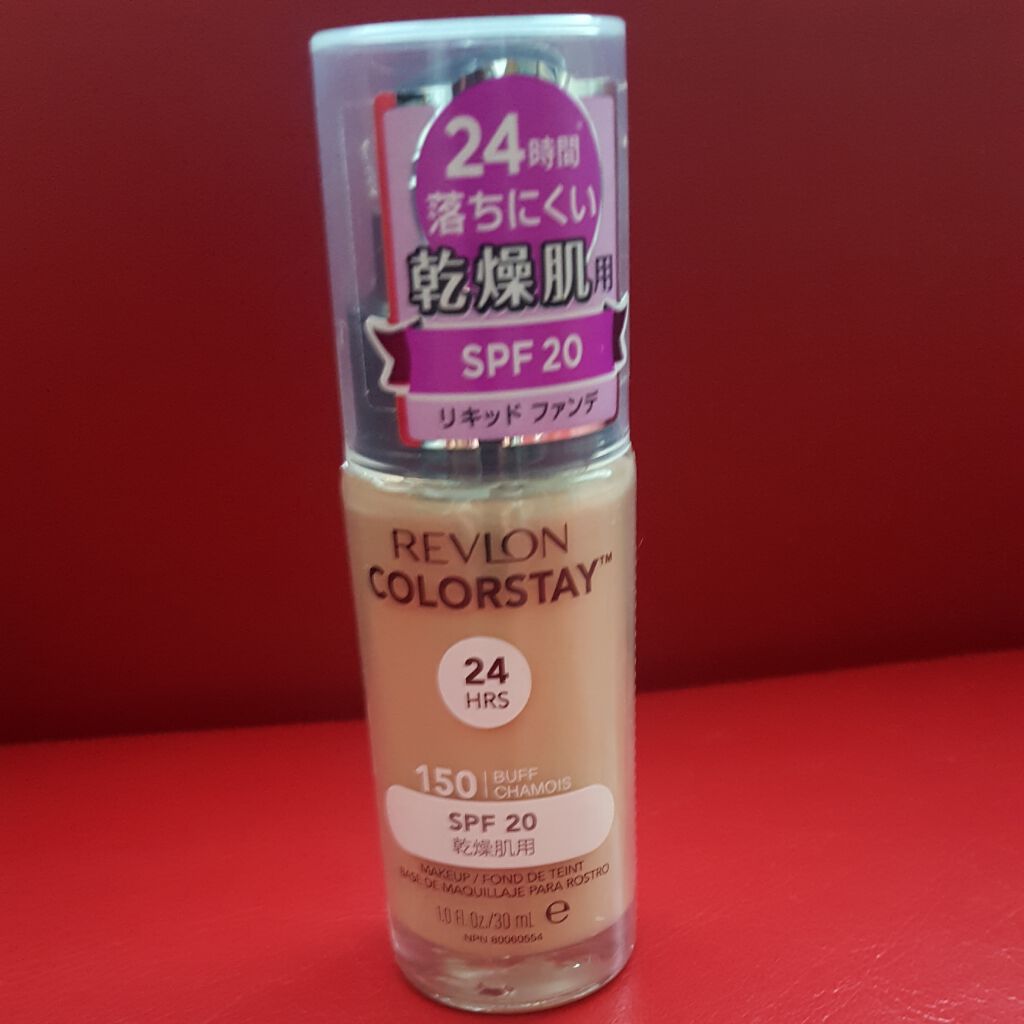 24時間
落ちにくい
乾燥肌用
SPF 20
リキッド ファンデ
REVLON
COLORSTAY™
24
HRS
150 | BUFF
CHAMOIS
SPF 20
乾燥肌用
MAKEUP / FOND DE TEINT
BASE DE MAQUILLAJE PARA ROSTRO
1.0 Fl. Oz./30 mL e
NPN 80060554